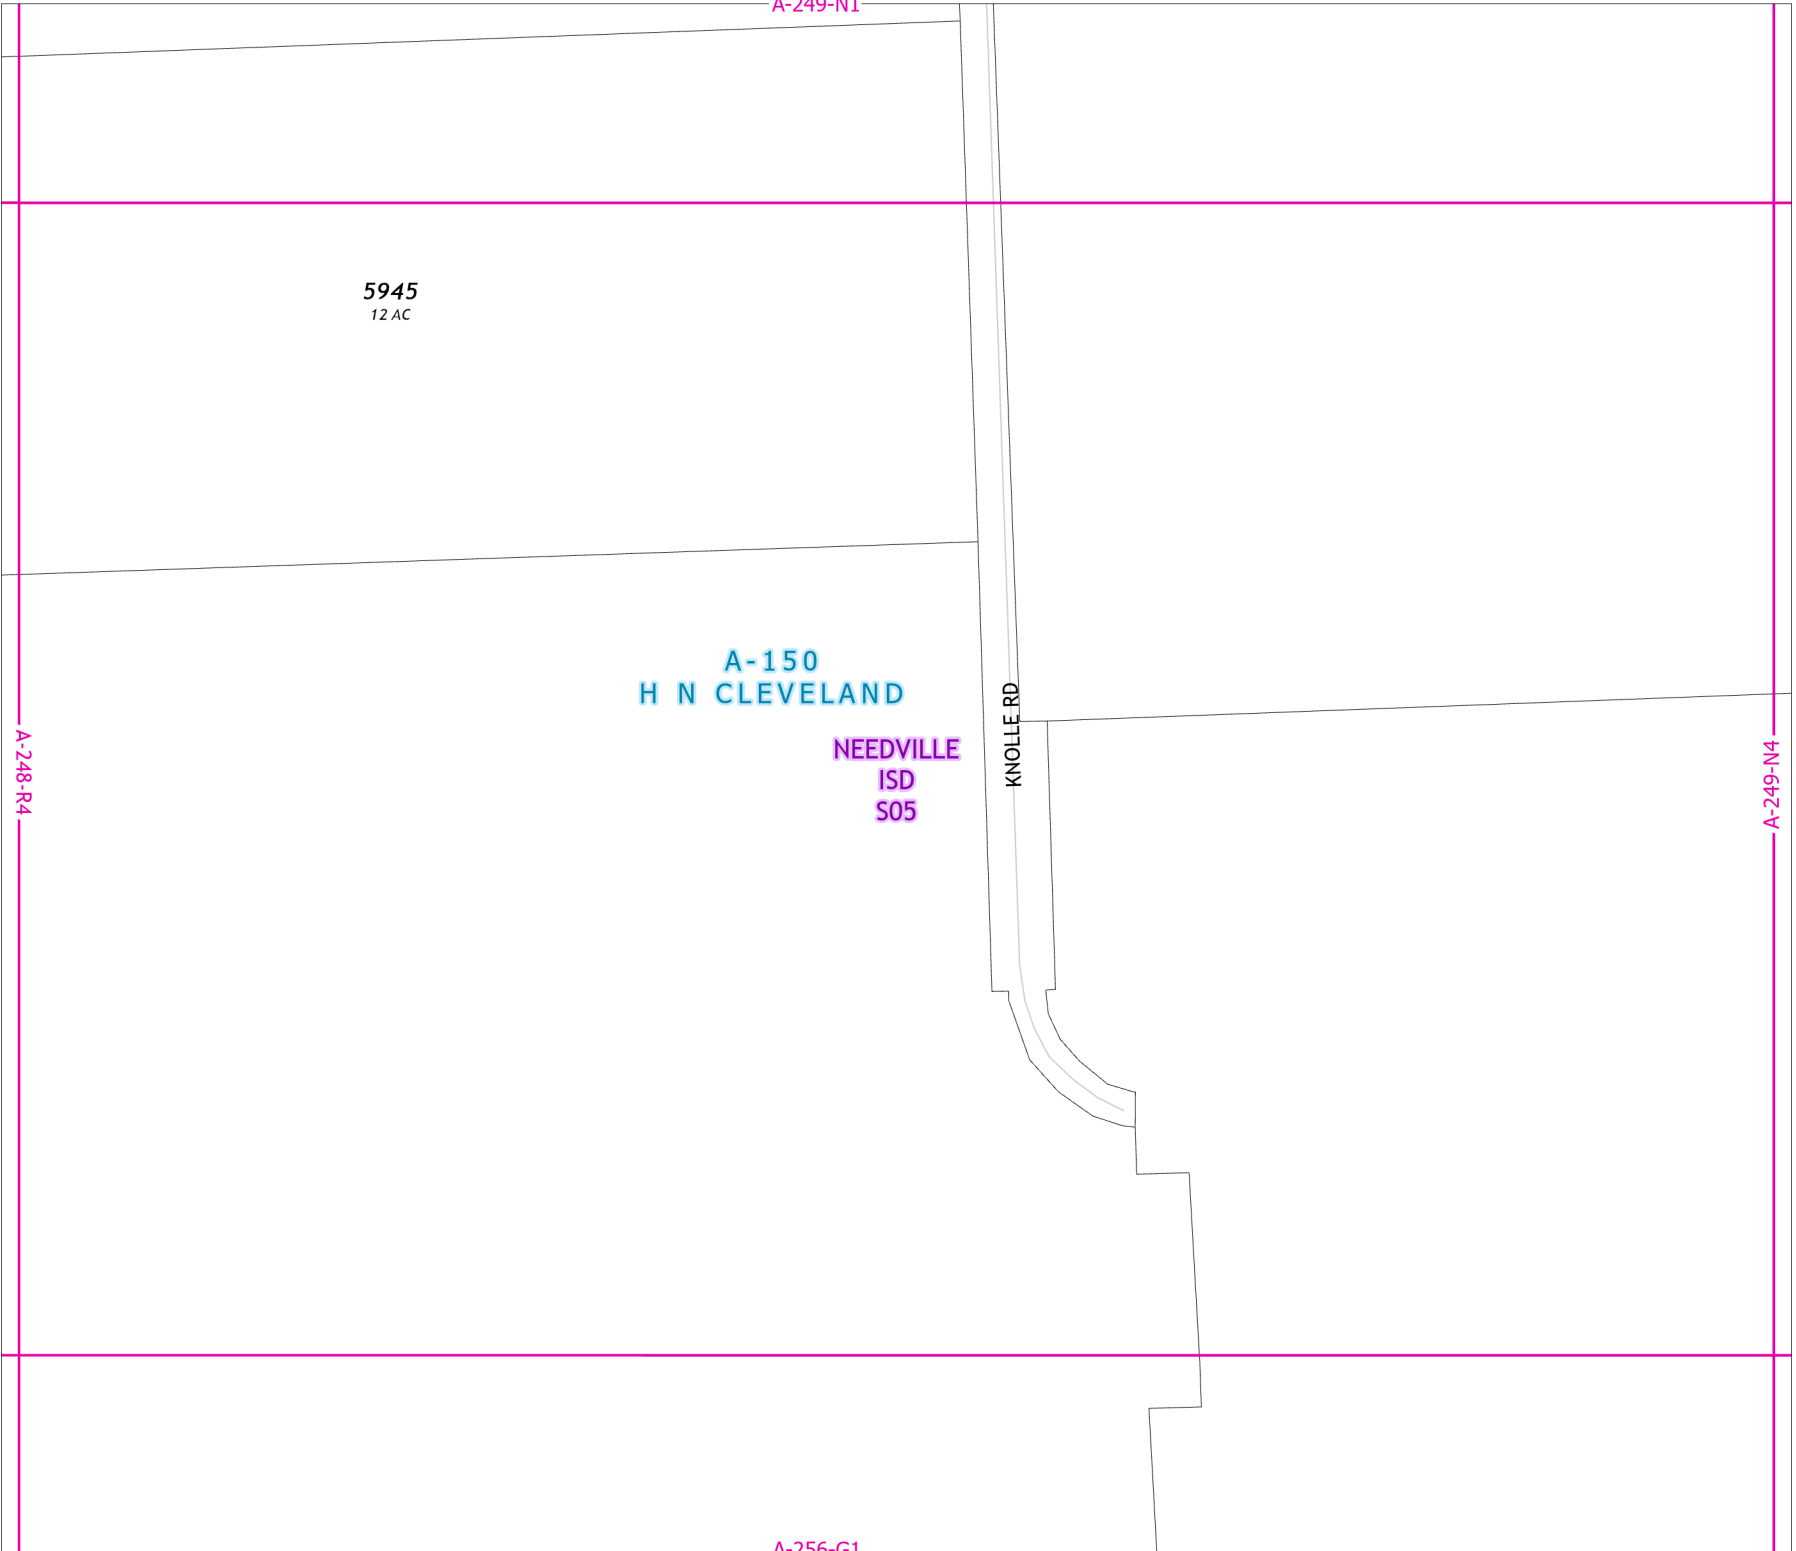 A-249-N1
5945
12 AC
A-150
H N CLEVELAND
NEEDVILLE
ISD
S05
KNOLLE RD
A-248-R4
A-249-N4
A-256-G1